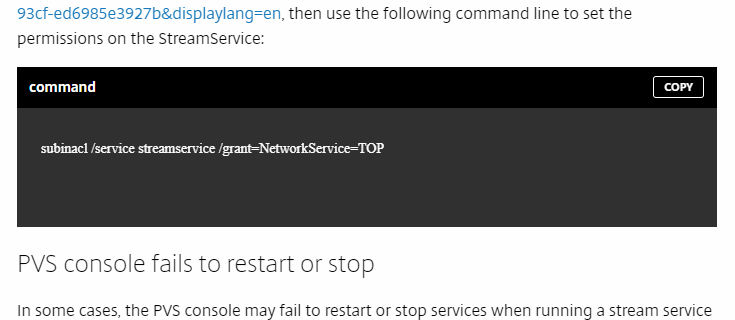 93cf-ed6985e3927b&displaylang=en, then use the following command line to set the
permissions on the StreamService:
command
COPY
subinacl /service streamservice /grant=NetworkService=TOP
PVS console fails to restart or stop
In some cases, the PVS console may fail to restart or stop services when running a stream service